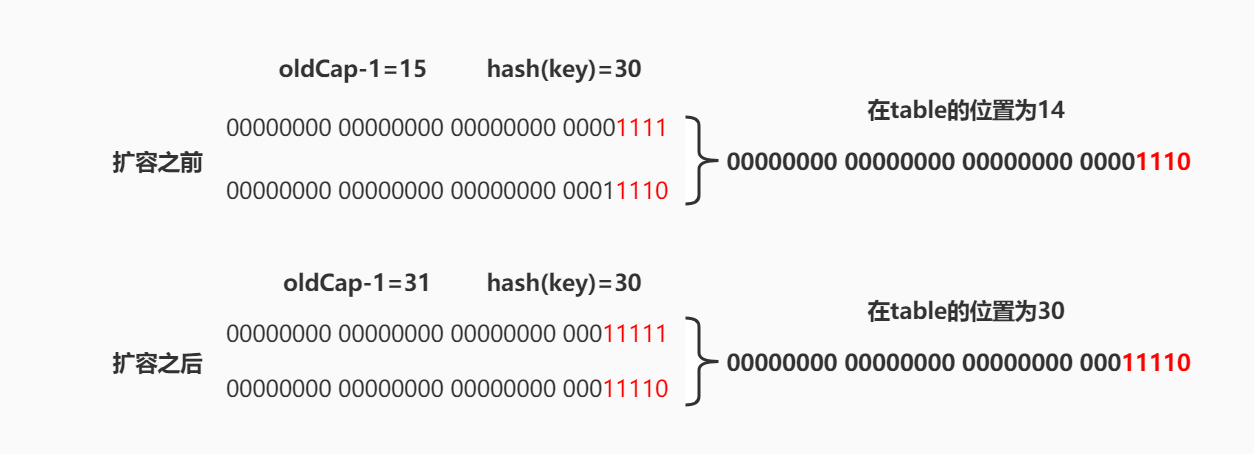 oldCap-1=15 hash(key)=30
在table的位置为14
00000000 00000000 00000000 00001111
扩容之前
00000000 00000000 00000000 00001110
00000000 00000000 00000000 00011110
oldCap-1=31 hash(key)=30
在table的位置为30
00000000 00000000 00000000 00011111
扩容之后
00000000 00000000 00000000 00011110
00000000 00000000 00000000 00011110